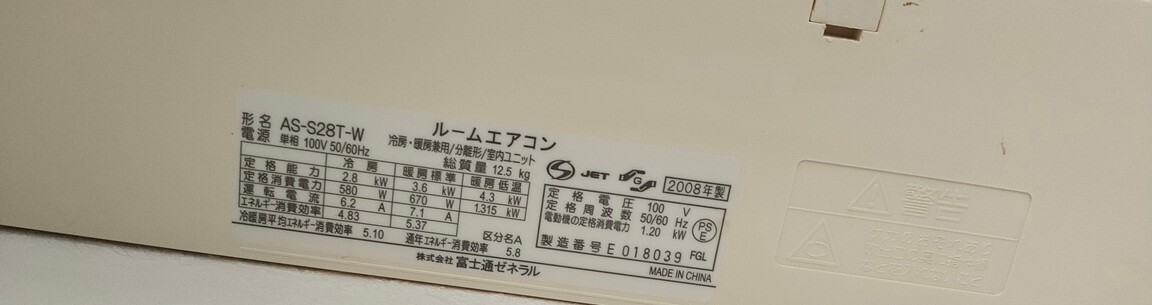 形名 AS-S28T-W ルームエアコン
電源 単相 100V 50/60Hz 冷房・暖房兼用/分離形/室内ユニット
総質量 12.5 kg
冷房 暖房標準 暖房低温
定格能力 2.8 kW 3.6 kW 4.3 kW
定格消費電力 580 W 670 W 1,315 kW
運転電流 6.2 A 7.1 A
エネルギー消費効率 4.83 5.37
冷暖房平均エネルギー消費効率 5.10 区分名A
通年エネルギー消費効率 5.8
株式会社 富士通ゼネラル
JET 2008年製
定格電圧 100 V
定格周波数 50/60 Hz
電動機の定格消費電力 1.20 kW
PS
E
製造番号 E 018039 FGL
MADE IN CHINA
警告